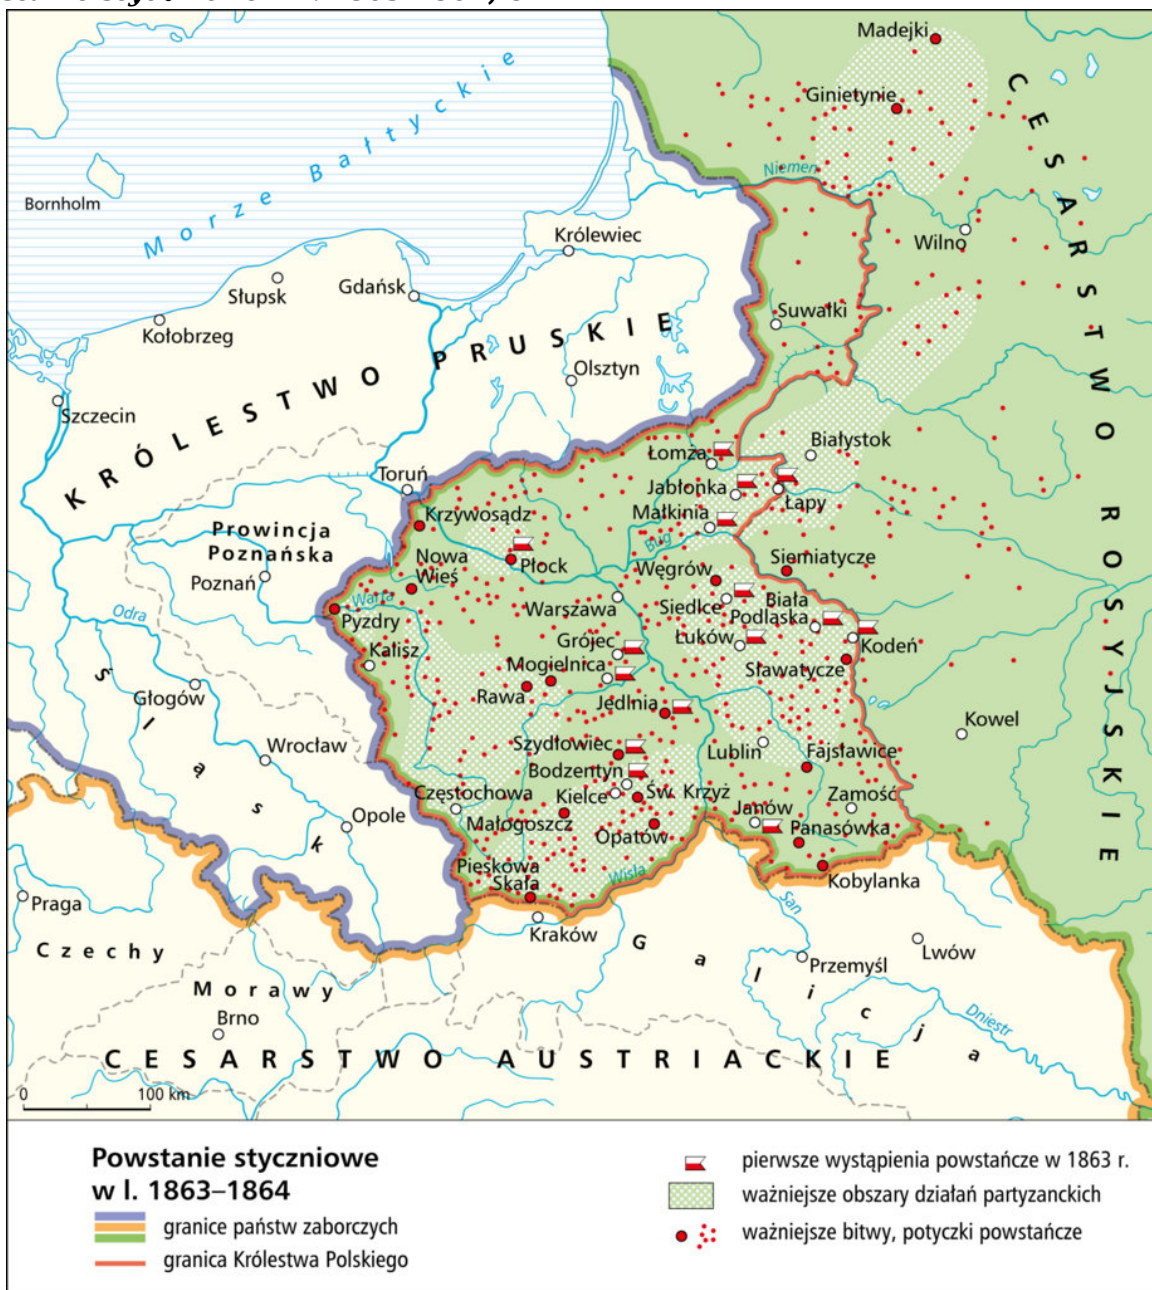 Madejki
Ginietynie
CESARSTWO ROSYJSKIE
Morze Bałtyckie
Bornholm
Niemen
Wilno
Królewiec
Słupsk
Gdańsk
Kołobrzeg
Suwałki
KRÓLESTWO PRUSKIE
Olsztyn
Szczecin
Białystok
Łomża
Toruń
Jabłonka
Łapy
Krzywosądz
Małkinia
Prowincja
Poznańska
Bug
Nowa
Wieś
Płock
Węgrów
Siemiatycze
Poznań
Warta
Warszawa
Siedlce
Biała
Podlaska
Odra
Pyzdry
Grójec
Łuków
Kodeń
Kalisz
Mogielnica
Sławatycze
Głogów
Rawa
Jedlnia
Śląsk
Kowel
Wrocław
Szydłowiec
Lublin
Fajsławice
Bodzentyn
Częstochowa
Kielce
Św. Krzyż
Janów
Zamość
Opole
Małogoszcz
Opatów
Panasówka
Pieskowa
Skała
Wisła
Kobylanka
Praga
Kraków
San
Czechy
Galicja
Lwów
Przemyśl
Morawy
Brno
Dniestr
CESARSTWO AUSTRIACKIE
0 100 km
Powstanie styczniowe
w l. 1863–1864
granice państw zaborczych
granica Królestwa Polskiego
pierwsze wystąpienia powstańcze w 1863 r.
ważniejsze obszary działań partyzanckich
ważniejsze bitwy, potyczki powstańcze